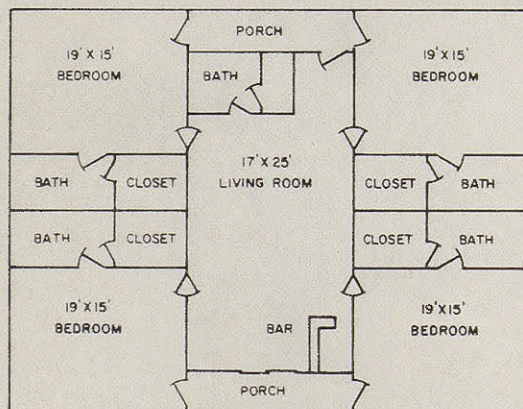 PORCH
19' X 15'
BEDROOM
BATH
19' X 15'
BEDROOM
17' X 25'
LIVING ROOM
BATH
CLOSET
CLOSET
BATH
BATH
CLOSET
CLOSET
BATH
19' X 15'
BEDROOM
BAR
19' X 15'
BEDROOM
PORCH